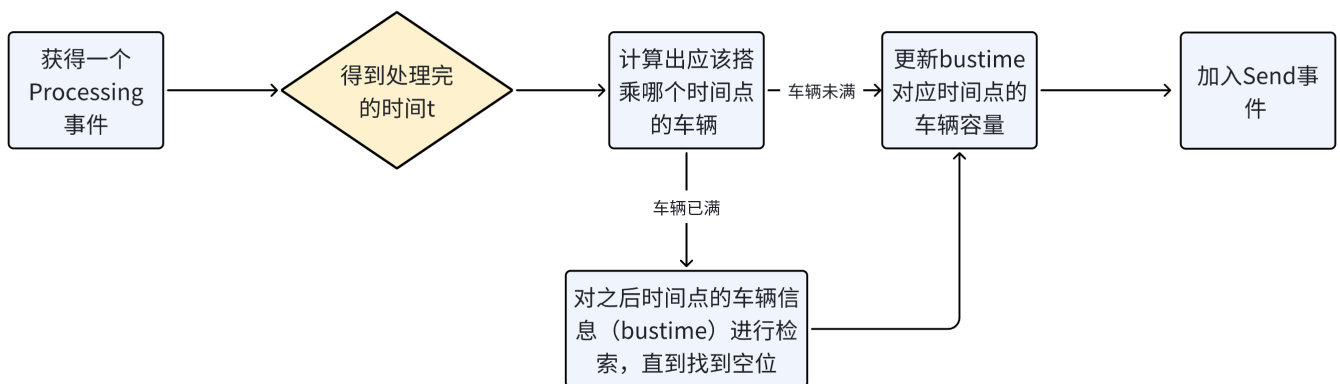 获得一个
Processing
事件
得到处理完
的时间t
计算出应该搭
乘哪个时间点
的车辆
车辆未满
更新bustime
对应时间点的
车辆容量
加入Send事
件
车辆已满
对之后时间点的车辆信
息（bustime）进行检
索，直到找到空位